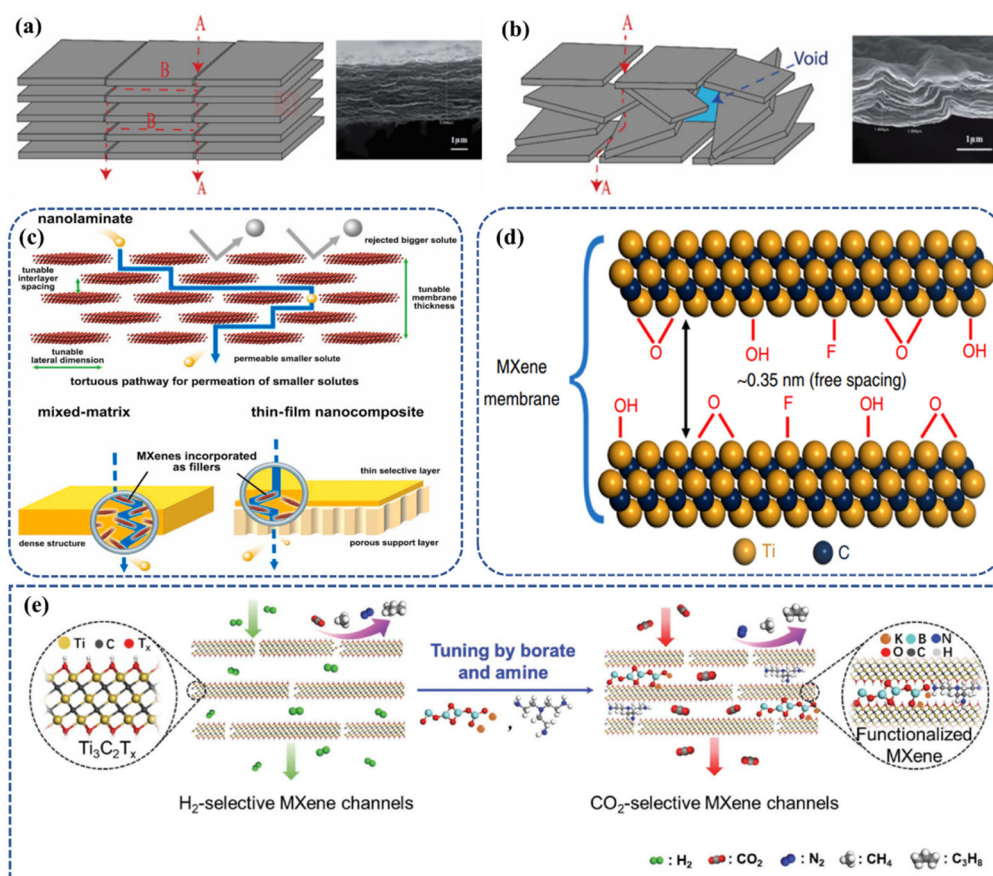 (a)
A
B
B
A
A
1μm
(b)
A
Void
A
1μm
(c)
nanolaminate
rejected bigger solute
tunable
interlayer
spacing
tunable
membrane
thickness
tunable
lateral dimension
permeable smaller solute
tortuous pathway for permeation of smaller solutes
mixed-matrix
thin-film nanocomposite
MXenes incorporated
as fillers
thin selective layer
dense structure
porous support layer
(d)
MXene
membrane
O
OH
F
O
OH
~0.35 nm (free spacing)
OH
O
F
OH
O
Ti
C
(e)
Ti C Tx
Ti3C2Tx
H2-selective MXene channels
Tuning by borate
and amine
,
CO2-selective MXene channels
K B N
O C H
Functionalized
MXene
: H2 : CO2 : N2 : CH4 : C3H8